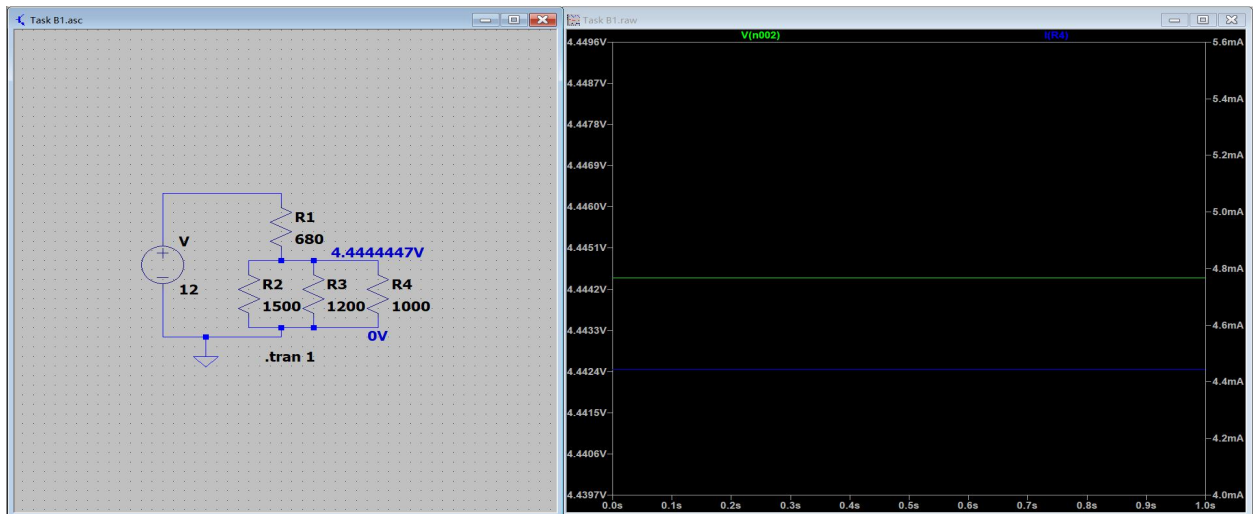 Task B1.asc
R1
680
4.4444447V
V
12
R2
1500
R3
1200
R4
1000
0V
.tran 1
Task B1.raw
V(n002)
I(R4)
4.4496V
4.4487V
4.4478V
4.4469V
4.4460V
4.4451V
4.4442V
4.4433V
4.4424V
4.4415V
4.4406V
4.4397V
5.6mA
5.4mA
5.2mA
5.0mA
4.8mA
4.6mA
4.4mA
4.2mA
4.0mA
0.0s
0.1s
0.2s
0.3s
0.4s
0.5s
0.6s
0.7s
0.8s
0.9s
1.0s